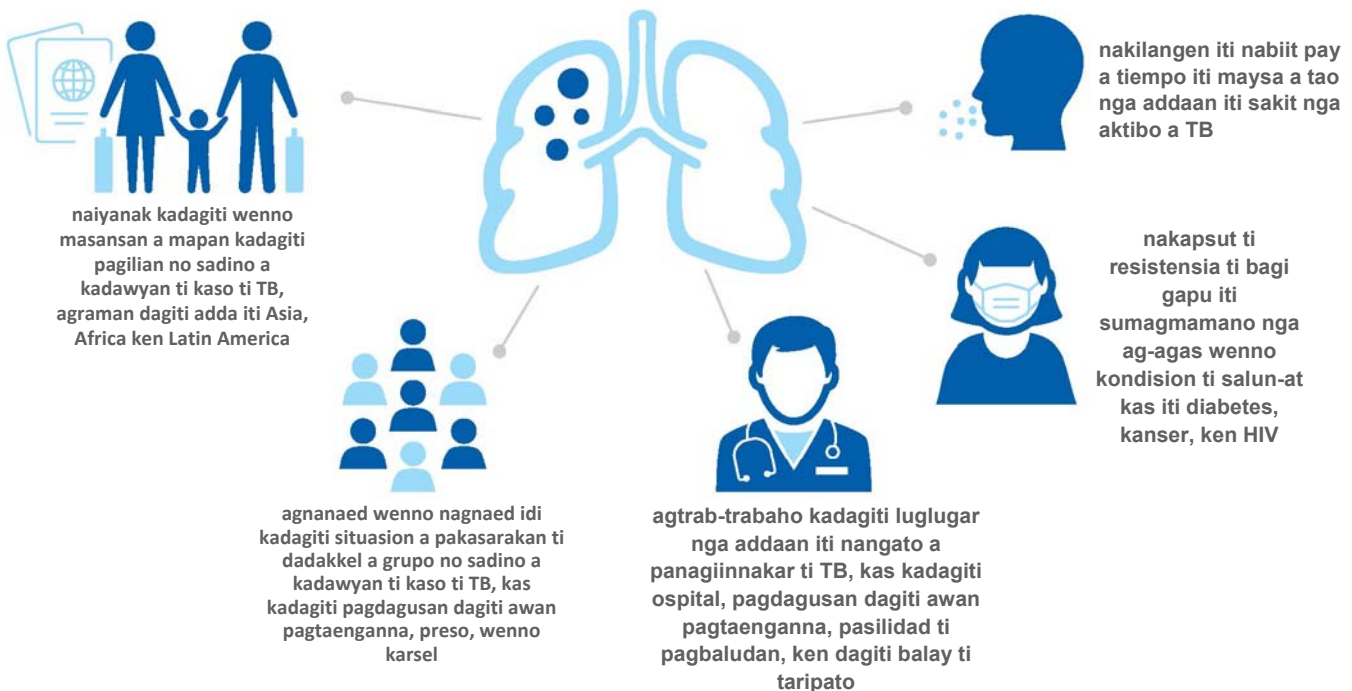 naiyanak kadagiti wenno
masansan a mapan kadagiti
pagilian no sadino a
kadawyan ti kaso ti TB,
agraman dagiti adda iti Asia,
Africa ken Latin America
nakilangen iti nabiit pay
a tiempo iti maysa a tao
nga addaan iti sakit nga
aktibo a TB
nakapsut ti
resistensia ti bagi
gapu iti
sumagmamano nga
ag-agas wenno
kondision ti salun-at
kas iti diabetes,
kanser, ken HIV
agnanaed wenno nagnaed idi
kadagiti situasion a pakasarakan ti
dadakkel a grupo no sadino a
kadawyan ti kaso ti TB, kas
kadagiti pagdagusan dagiti awan
pagtaenganna, preso, wenno
karsel
agtrab-trabaho kadagiti luglugar
nga addaan iti nangato a
panagiinnakar ti TB, kas kadagiti
ospital, pagdagusan dagiti awan
pagtaenganna, pasilidad ti
pagbaludan, ken dagiti balay ti
taripato